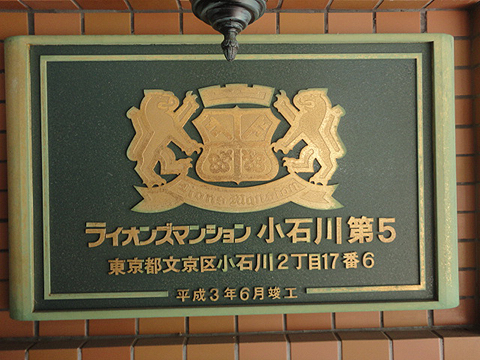 Lions Mansion
ライオンズマンション 小石川第5
東京都文京区小石川2丁目17番6
平成3年6月竣工